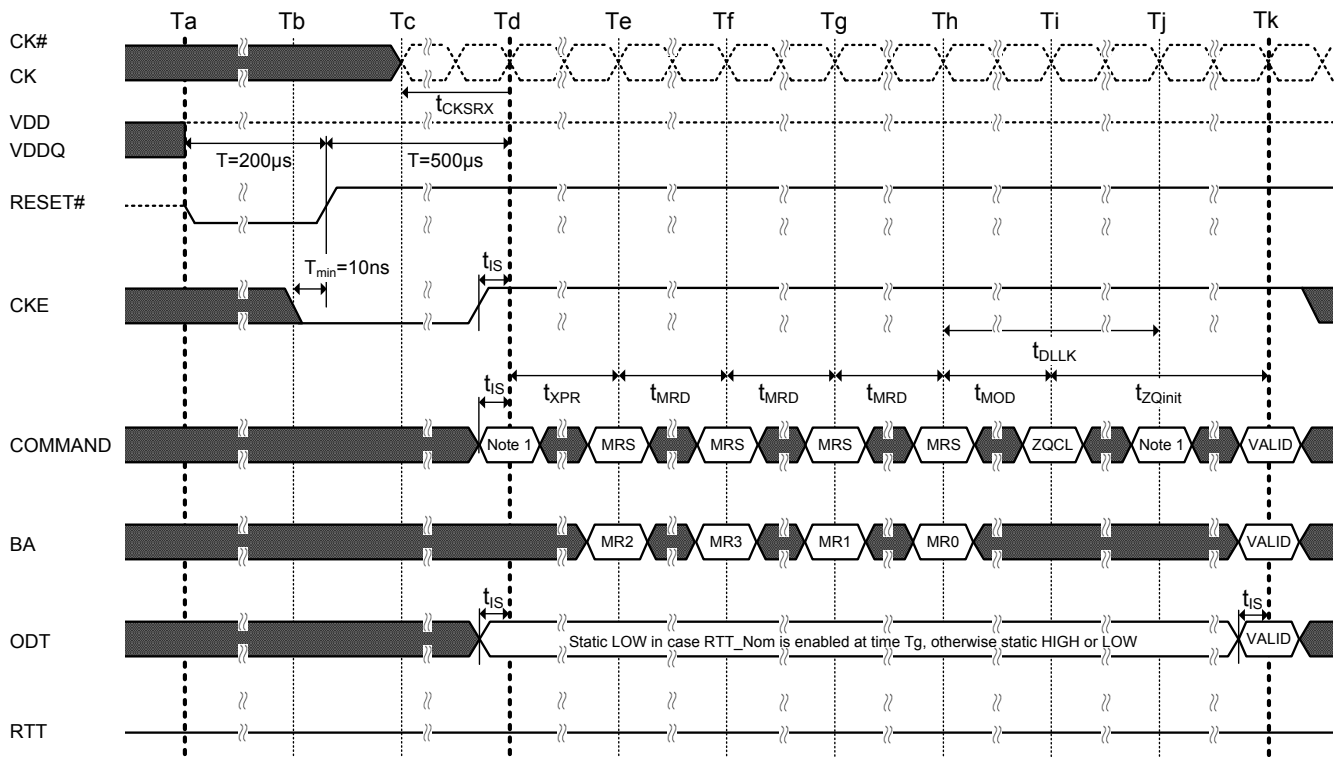 Ta Tb Tc Td Te Tf Tg Th Ti Tj Tk
CK#
CK
tCKSRX
VDD
VDDQ
T=200µs T=500µs
RESET#
Tmin=10ns tIS
CKE
tDLLK
tIS tXPR tMRD tMRD tMRD tMOD tZQinit
COMMAND Note 1 MRS MRS MRS MRS ZQCL Note 1 VALID
BA MR2 MR3 MR1 MR0 VALID
tIS tIS
ODT Static LOW in case RTT_Nom is enabled at time Tg, otherwise static HIGH or LOW VALID
RTT